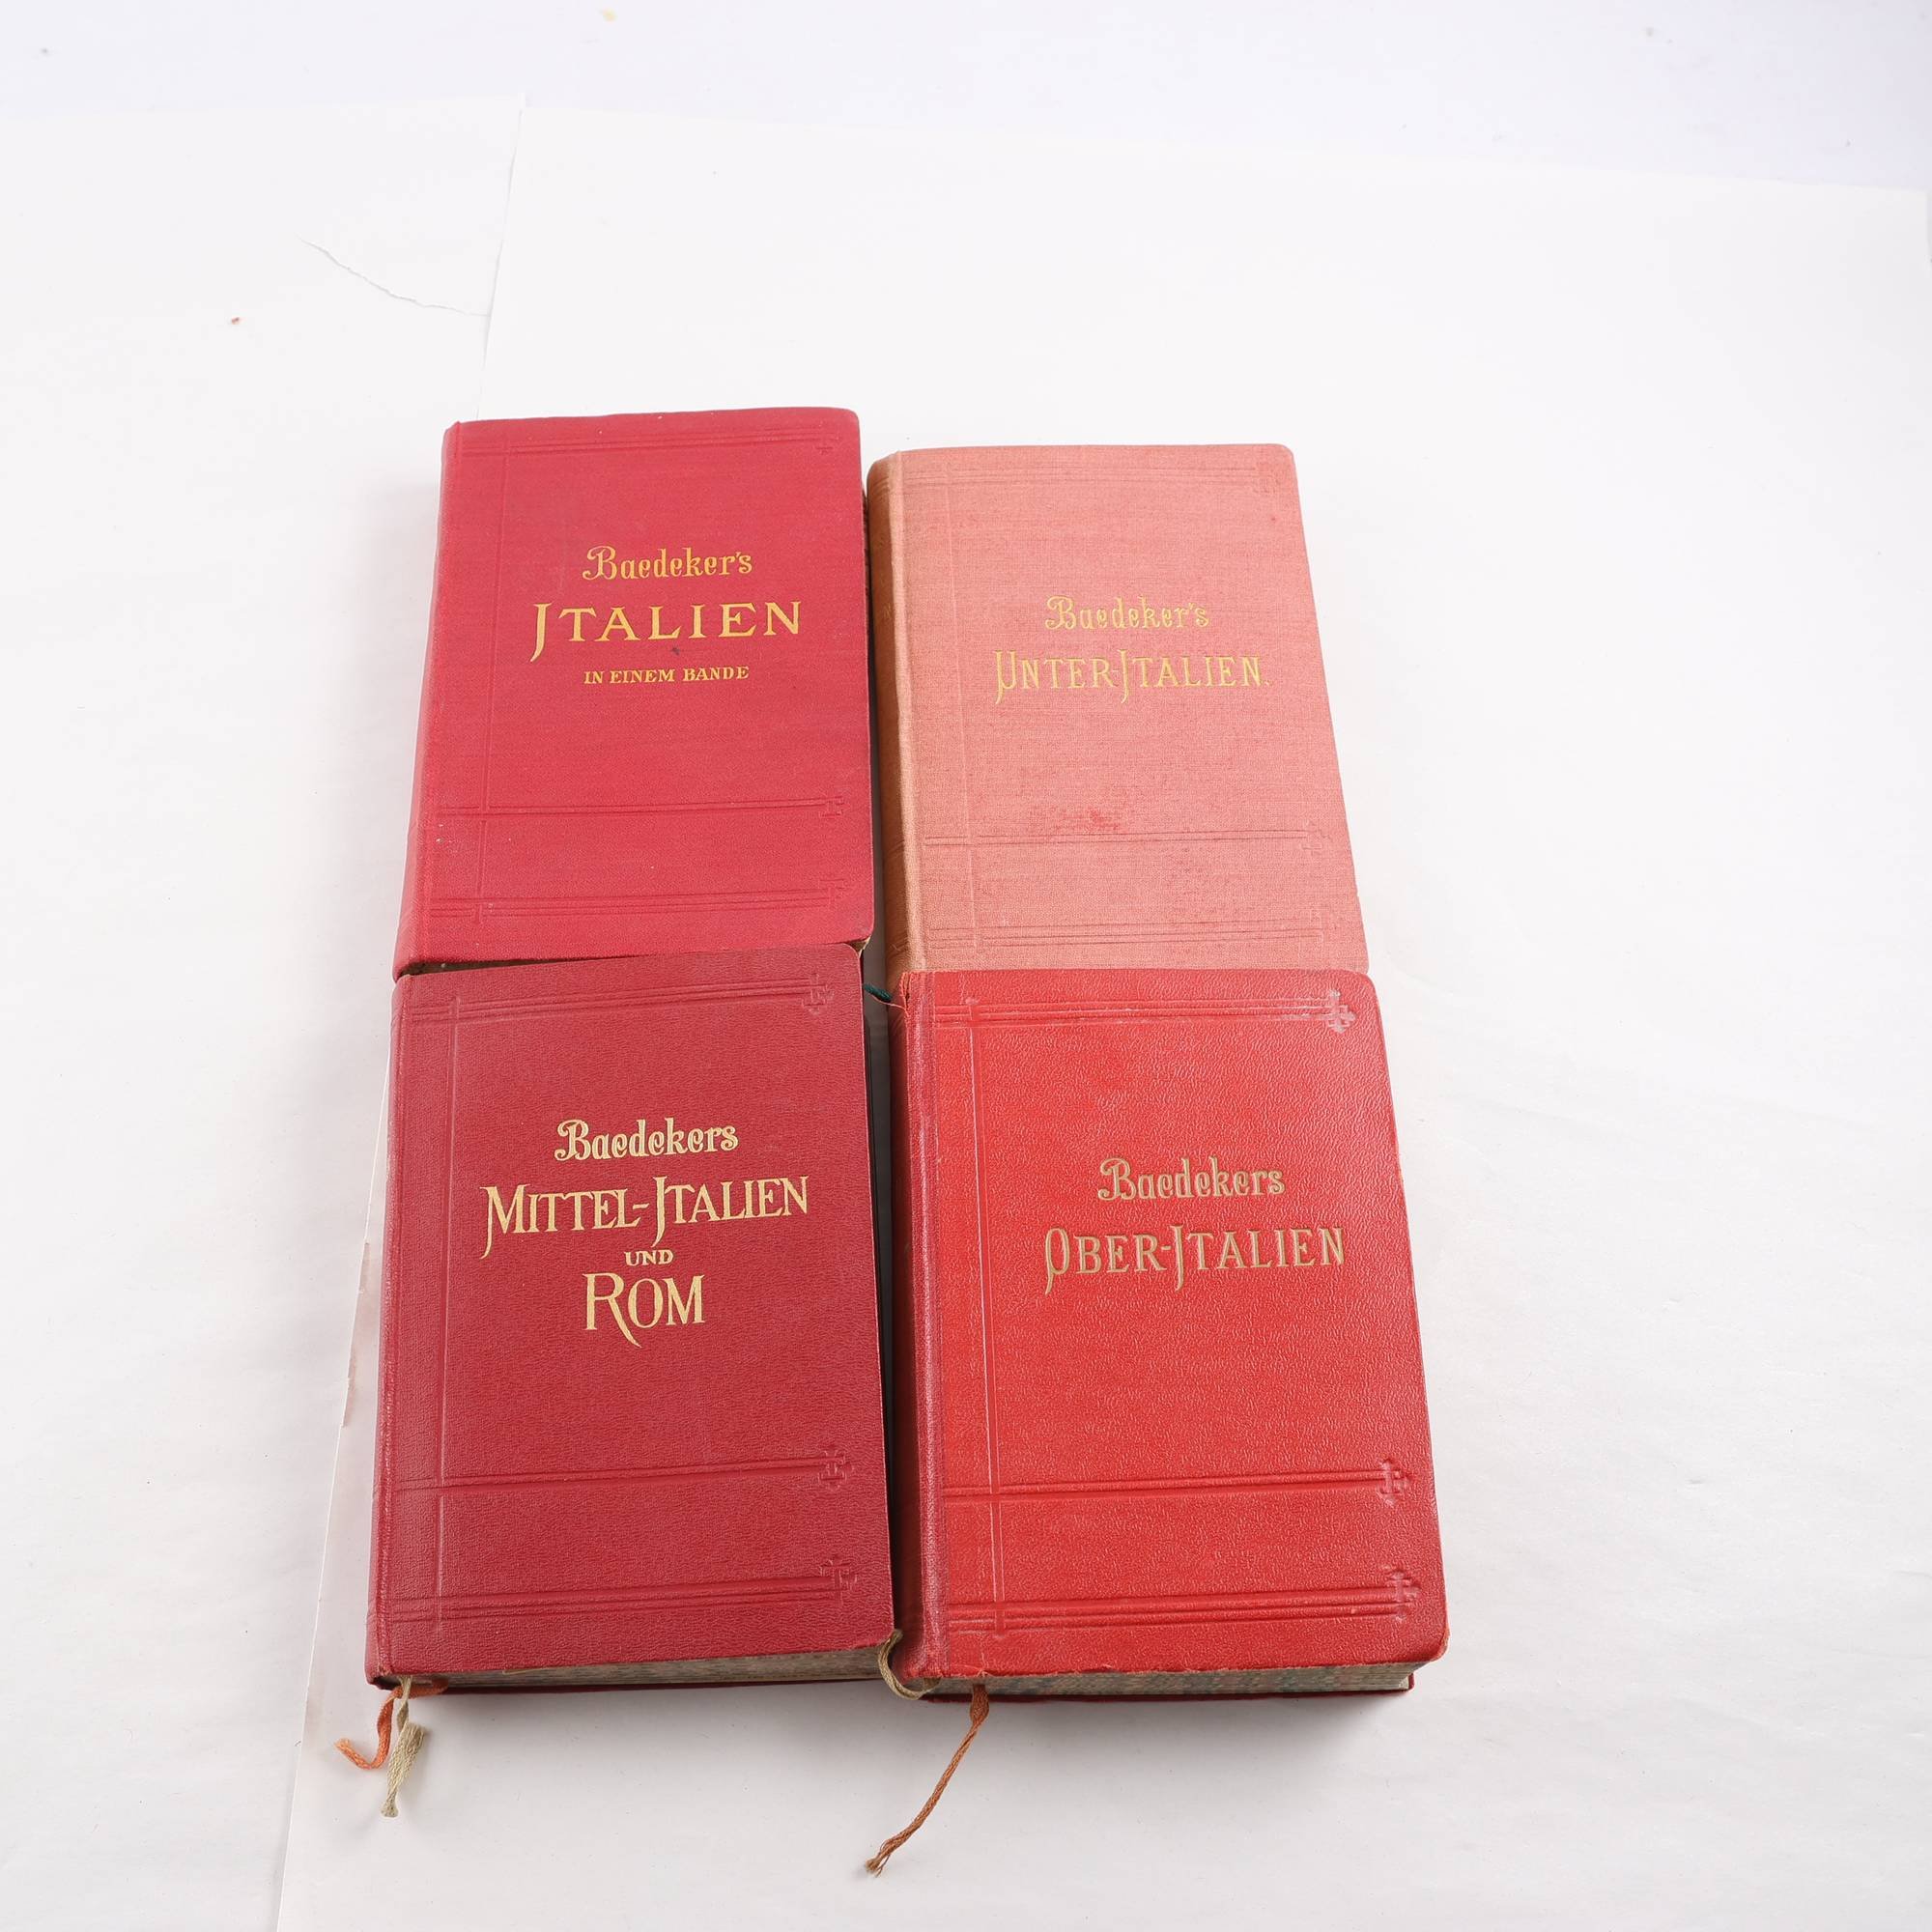 Baedeker's
JTALIEN
IN EINEM BANDE
Baedeker's
UNTER-JTALIEN.
Baedekers
MITTEL-JTALIEN
UND
ROM
Baedekers
OBER-JTALIEN